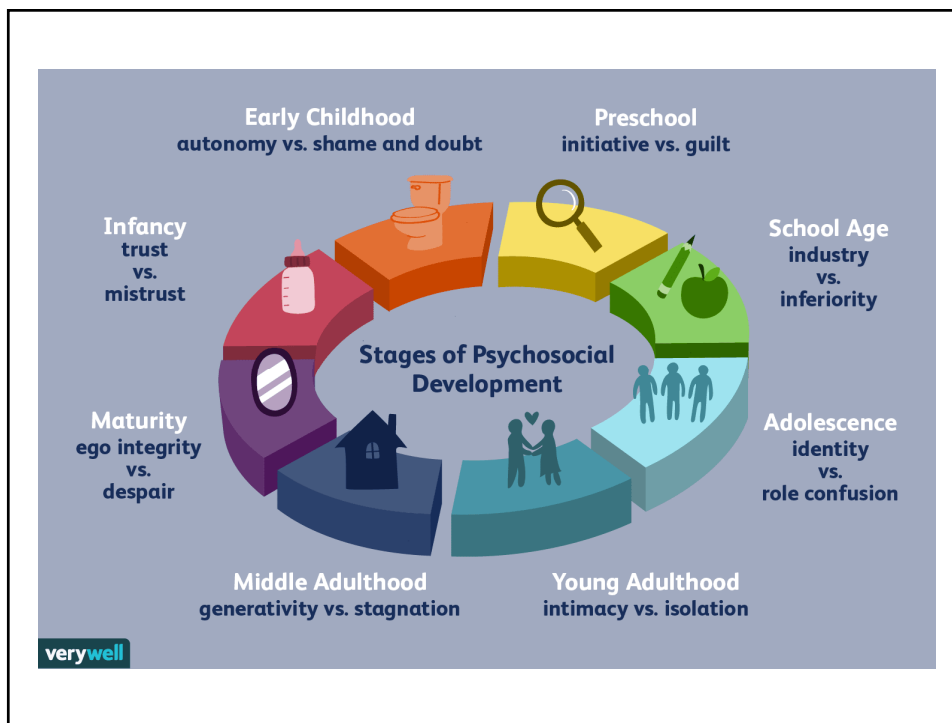 Early Childhood
autonomy vs. shame and doubt
Preschool
initiative vs. guilt
Infancy
trust
vs.
mistrust
School Age
industry
vs.
inferiority
Stages of Psychosocial
Development
Maturity
ego integrity
vs.
despair
Adolescence
identity
vs.
role confusion
Middle Adulthood
generativity vs. stagnation
Young Adulthood
intimacy vs. isolation
verywell